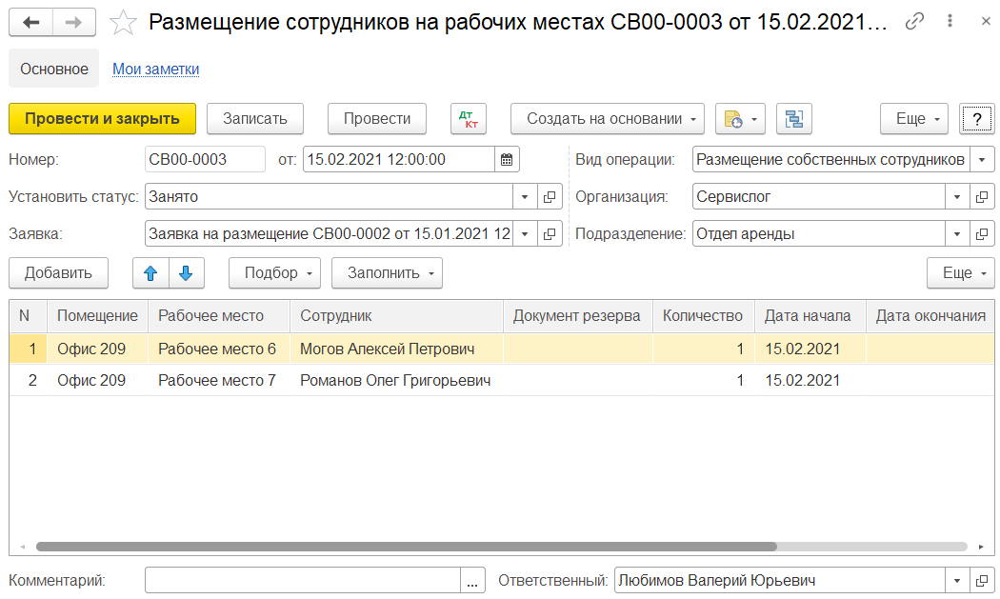 Размещение сотрудников на рабочих местах СВ00-0003 от 15.02.2021...
Основное Мои заметки
Провести и закрыть Записать Провести Дт Кт Создать на основании Еще ?
Номер: СВ00-0003 от: 15.02.2021 12:00:00 Вид операции: Размещение собственных сотрудников
Установить статус: Занято Организация: Сервислог
Заявка: Заявка на размещение СВ00-0002 от 15.01.2021 12 Подразделение: Отдел аренды
Добавить Подбор Заполнить Еще
N Помещение Рабочее место Сотрудник Документ резерва Количество Дата начала Дата окончания
1 Офис 209 Рабочее место 6 Могов Алексей Петрович 1 15.02.2021
2 Офис 209 Рабочее место 7 Романов Олег Григорьевич 1 15.02.2021
Комментарий: ... Ответственный: Любимов Валерий Юрьевич